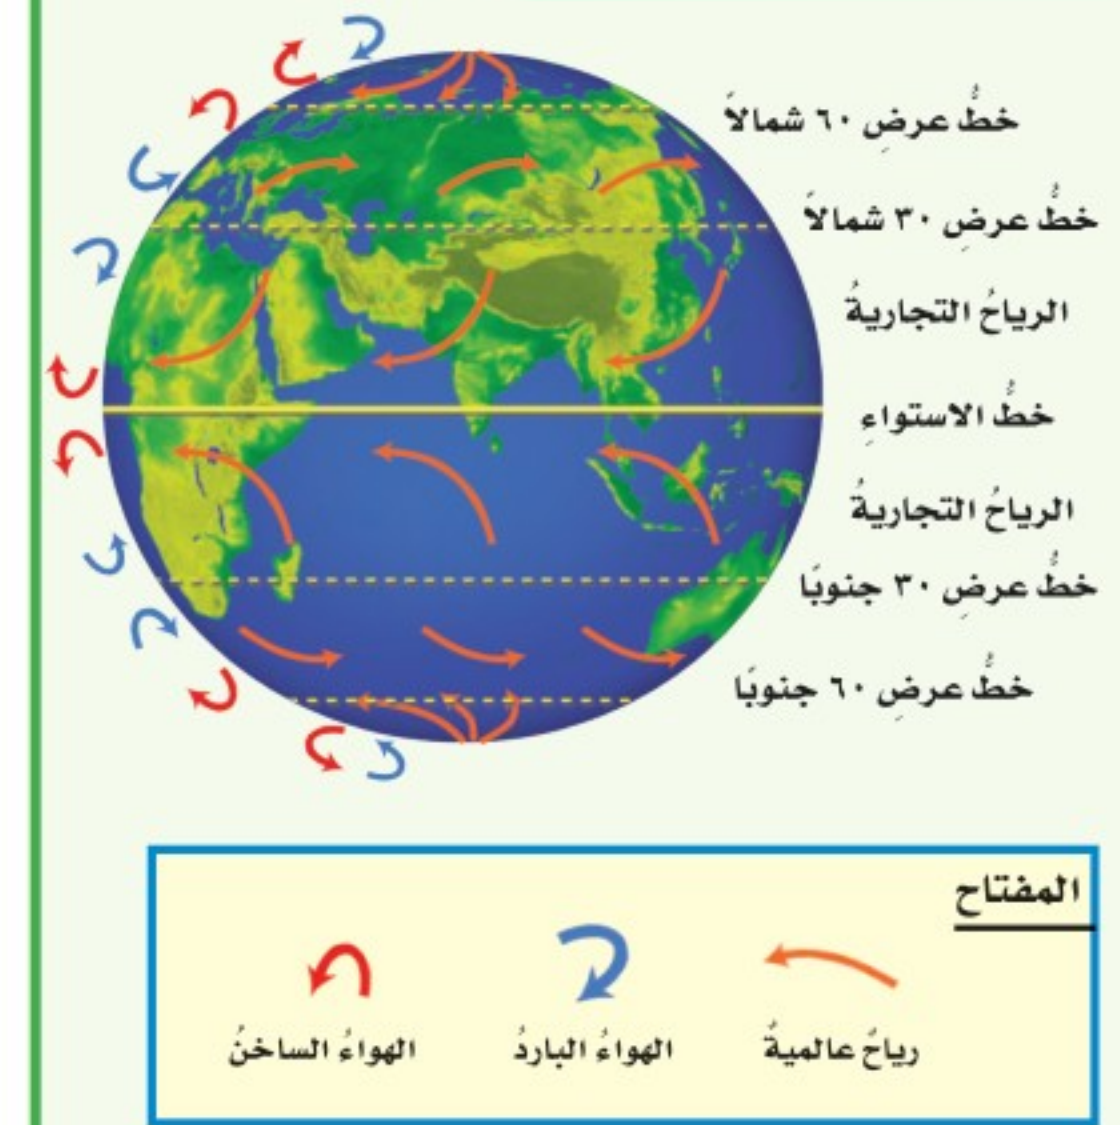 خطُّ عرضِ ٦٠ شمالاً
خطُّ عرضِ ٣٠ شمالاً
الرياحُ التجاريةُ
خطُّ الاستواءِ
الرياحُ التجاريةُ
خطُّ عرضِ ٣٠ جنوبًا
خطُّ عرضِ ٦٠ جنوبًا
المفتاح
رياحٌ عالميةٌ
الهواءُ الباردُ
الهواءُ الساخنُ